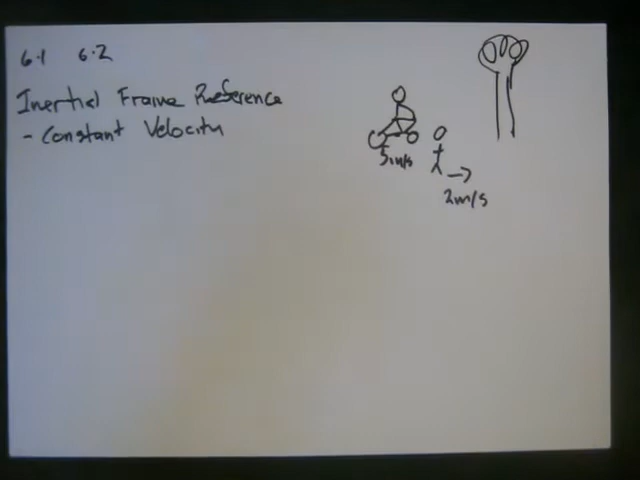 6.1 6.2
Inertial Frame Reference
- Constant Velocity
5m/s
2m/s